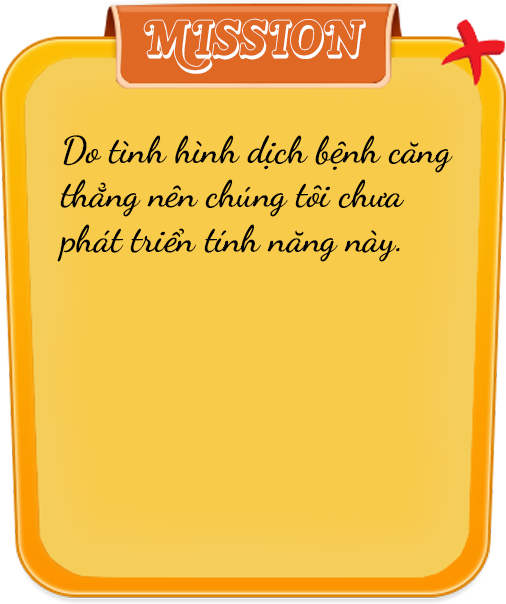 MISSION
Do tình hình dịch bệnh căng
thẳng nên chúng tôi chưa
phát triển tính năng này.